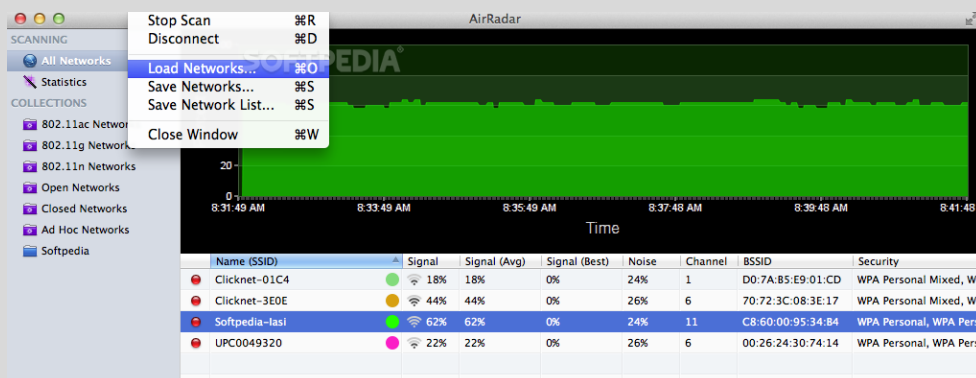 AirRadar
Stop Scan ⌘R
Disconnect ⌘D
Load Networks... ⌘O
Save Networks... ⌘S
Save Network List... ⌘S
Close Window ⌘W
SCANNING
All Networks
Statistics
COLLECTIONS
802.11ac Networ
802.11g Network
802.11n Networks
Open Networks
Closed Networks
Ad Hoc Networks
Softpedia
SOFTPEDIA®
20
0
8:31:49 AM 8:33:49 AM 8:35:49 AM 8:37:48 AM 8:39:48 AM 8:41:48
Time
Name (SSID) Signal Signal (Avg) Signal (Best) Noise Channel BSSID Security
Clicknet-01C4 18% 18% 0% 24% 1 D0:7A:B5:E9:01:CD WPA Personal Mixed, W
Clicknet-3E0E 44% 44% 0% 26% 6 70:72:3C:08:3E:17 WPA Personal Mixed, W
Softpedia-Iasi 62% 62% 0% 24% 11 C8:60:00:95:34:B4 WPA Personal, WPA Pers
UPC0049320 22% 22% 0% 26% 6 00:26:24:30:74:14 WPA Personal, WPA Pers